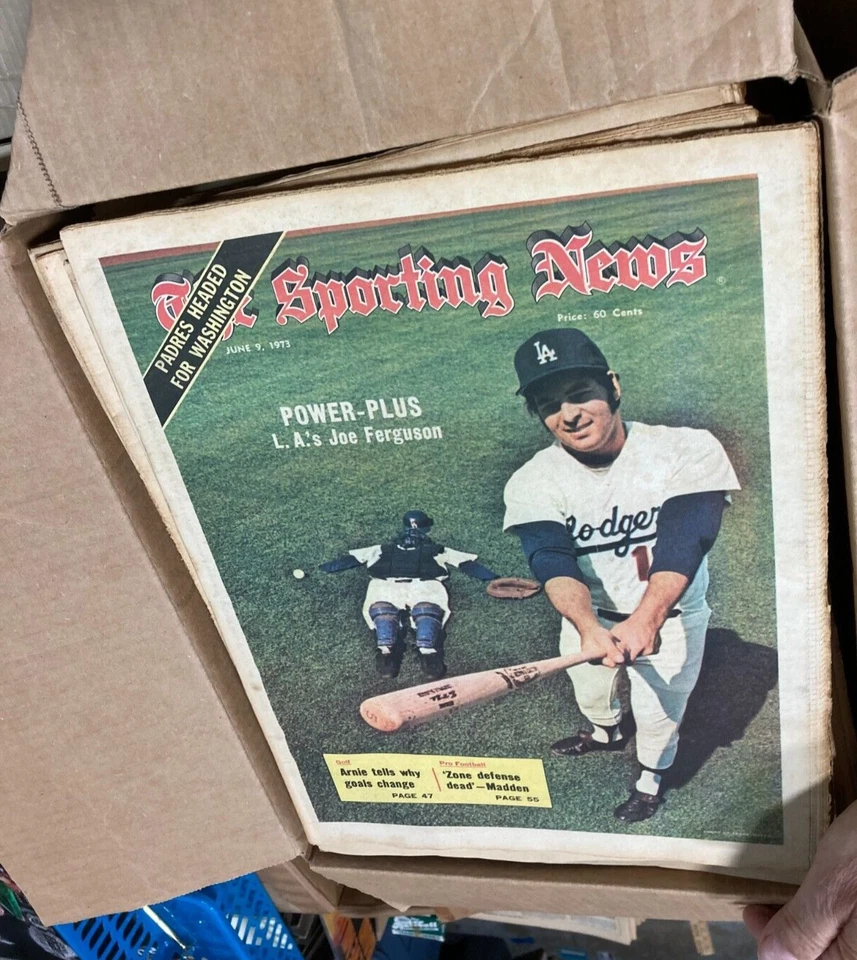 PADRES HEADED
FOR WASHINGTON
The Sporting News
Price: 60 Cents
JUNE 9, 1973
LA
POWER-PLUS
L.A.'s Joe Ferguson
Dodgers
1
Golf
Arnie tells why
goals change
PAGE 47
Pro Football
'Zone defense
dead'—Madden
PAGE 55